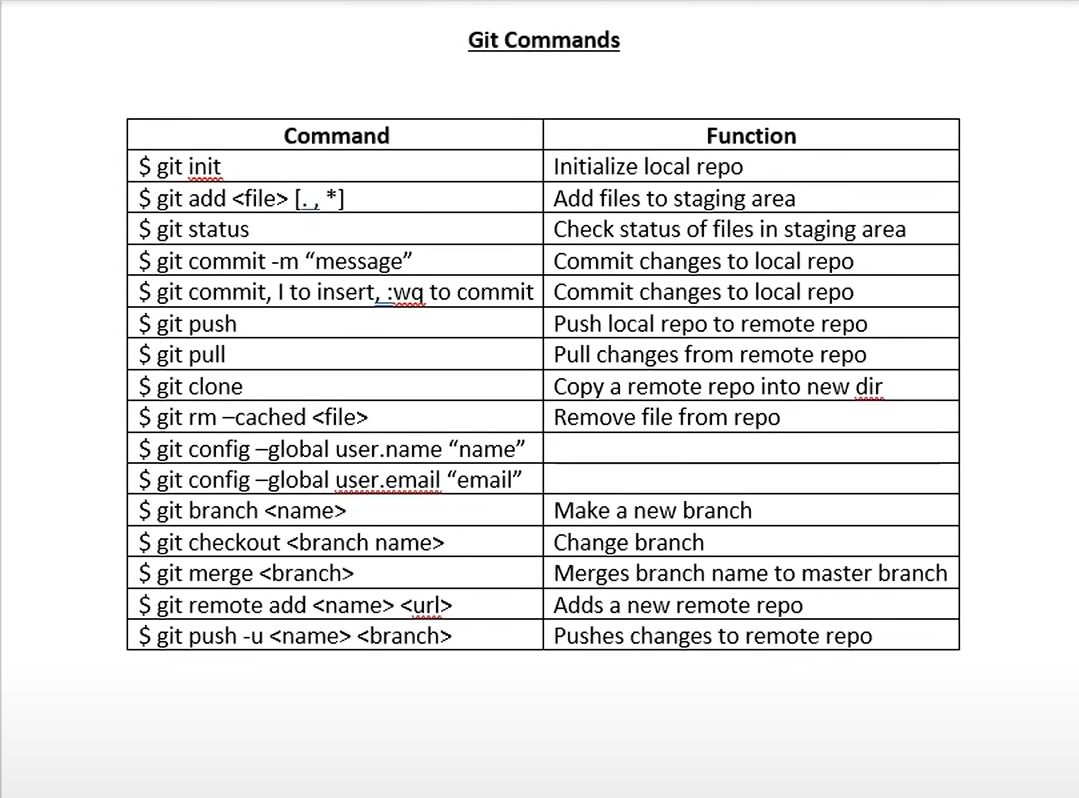 Git Commands
Command Function
$ git init Initialize local repo
$ git add <file> [. , *] Add files to staging area
$ git status Check status of files in staging area
$ git commit -m “message” Commit changes to local repo
$ git commit, I to insert, :wq to commit Commit changes to local repo
$ git push Push local repo to remote repo
$ git pull Pull changes from remote repo
$ git clone Copy a remote repo into new dir
$ git rm –cached <file> Remove file from repo
$ git config –global user.name “name”
$ git config –global user.email “email”
$ git branch <name> Make a new branch
$ git checkout <branch name> Change branch
$ git merge <branch> Merges branch name to master branch
$ git remote add <name> <url> Adds a new remote repo
$ git push -u <name> <branch> Pushes changes to remote repo